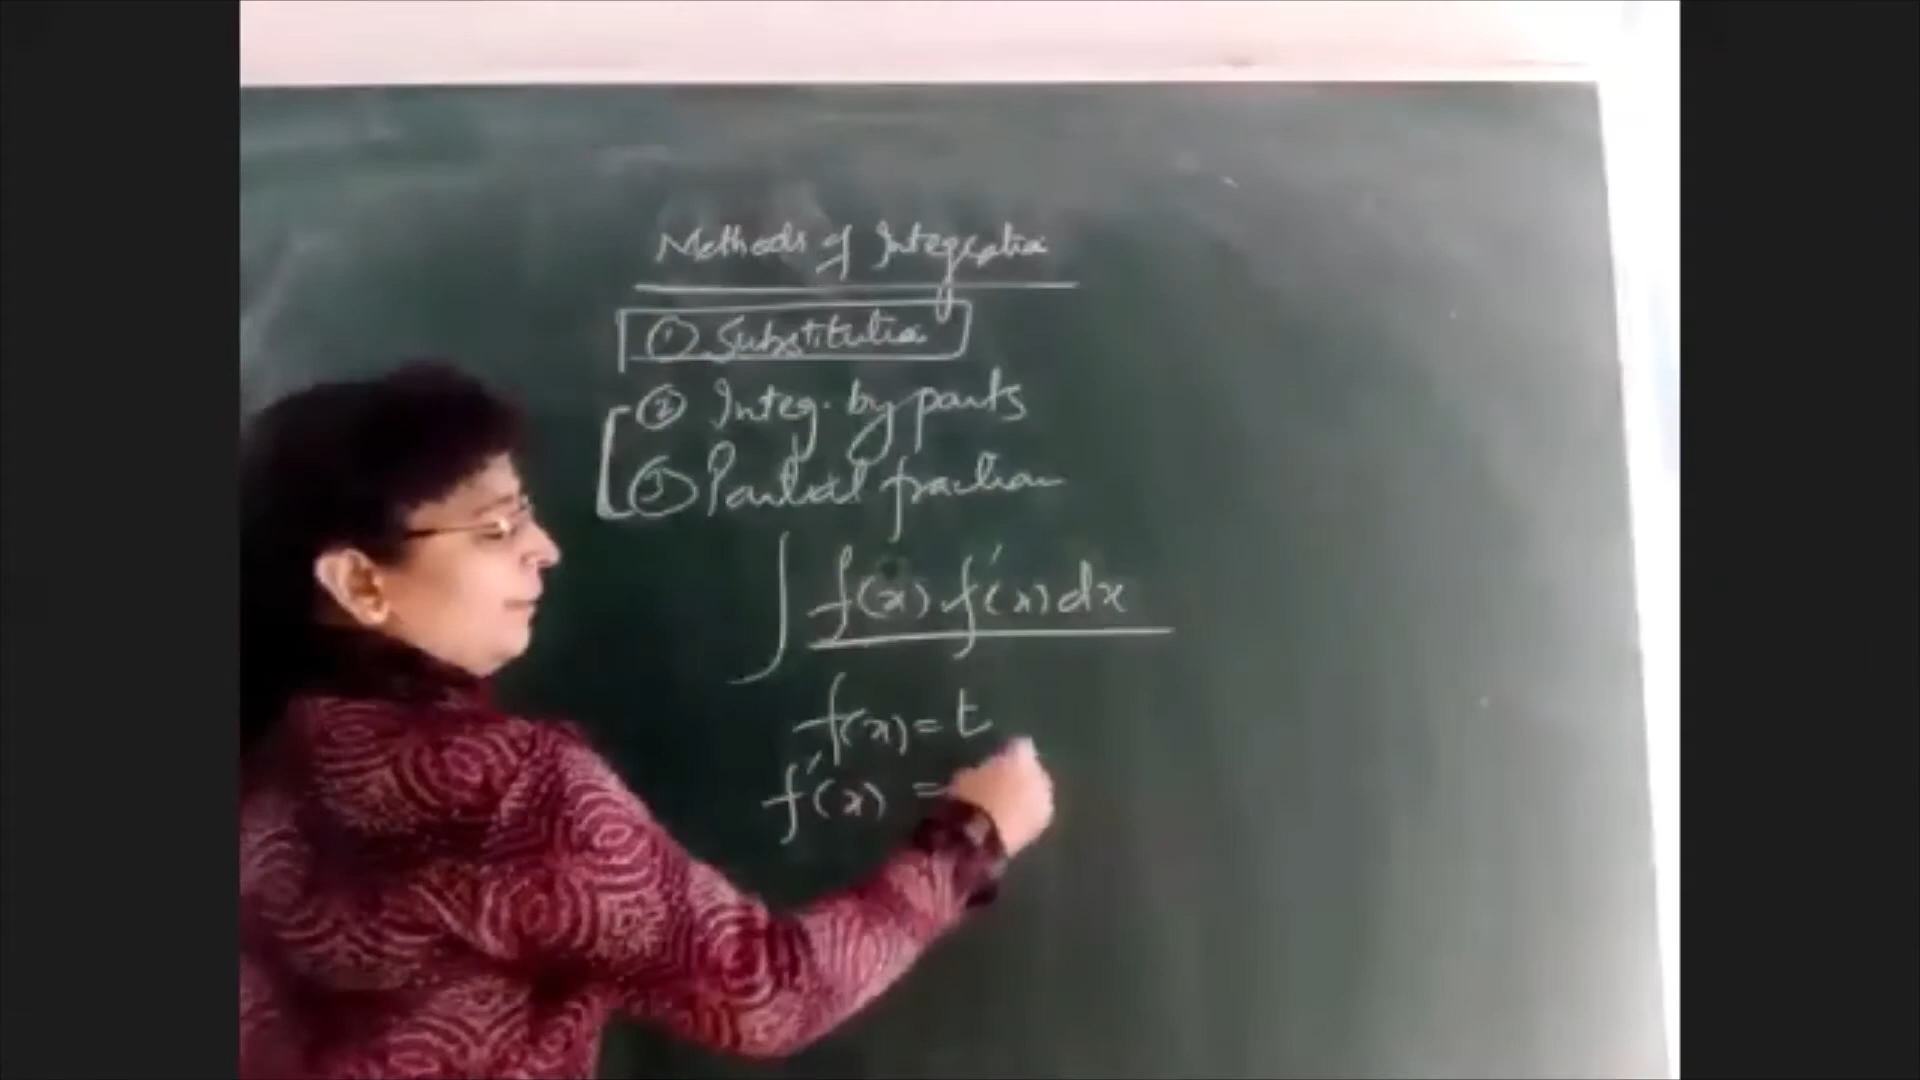 Methods of Integration
① Substitution
② Integ. by parts
③ Partial fraction
∫ f(x) f'(x) dx
f(x) = t
f'(x) =